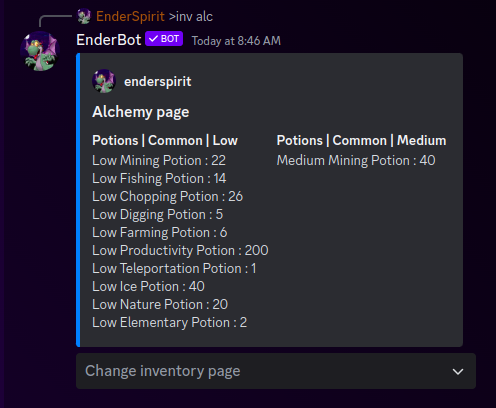 EnderSpirit >inv alc
EnderBot ✓ BOT Today at 8:46 AM
enderspirit
Alchemy page
Potions | Common | Low
Low Mining Potion : 22
Low Fishing Potion : 14
Low Chopping Potion : 26
Low Digging Potion : 5
Low Farming Potion : 6
Low Productivity Potion : 200
Low Teleportation Potion : 1
Low Ice Potion : 40
Low Nature Potion : 20
Low Elementary Potion : 2
Potions | Common | Medium
Medium Mining Potion : 40
Change inventory page